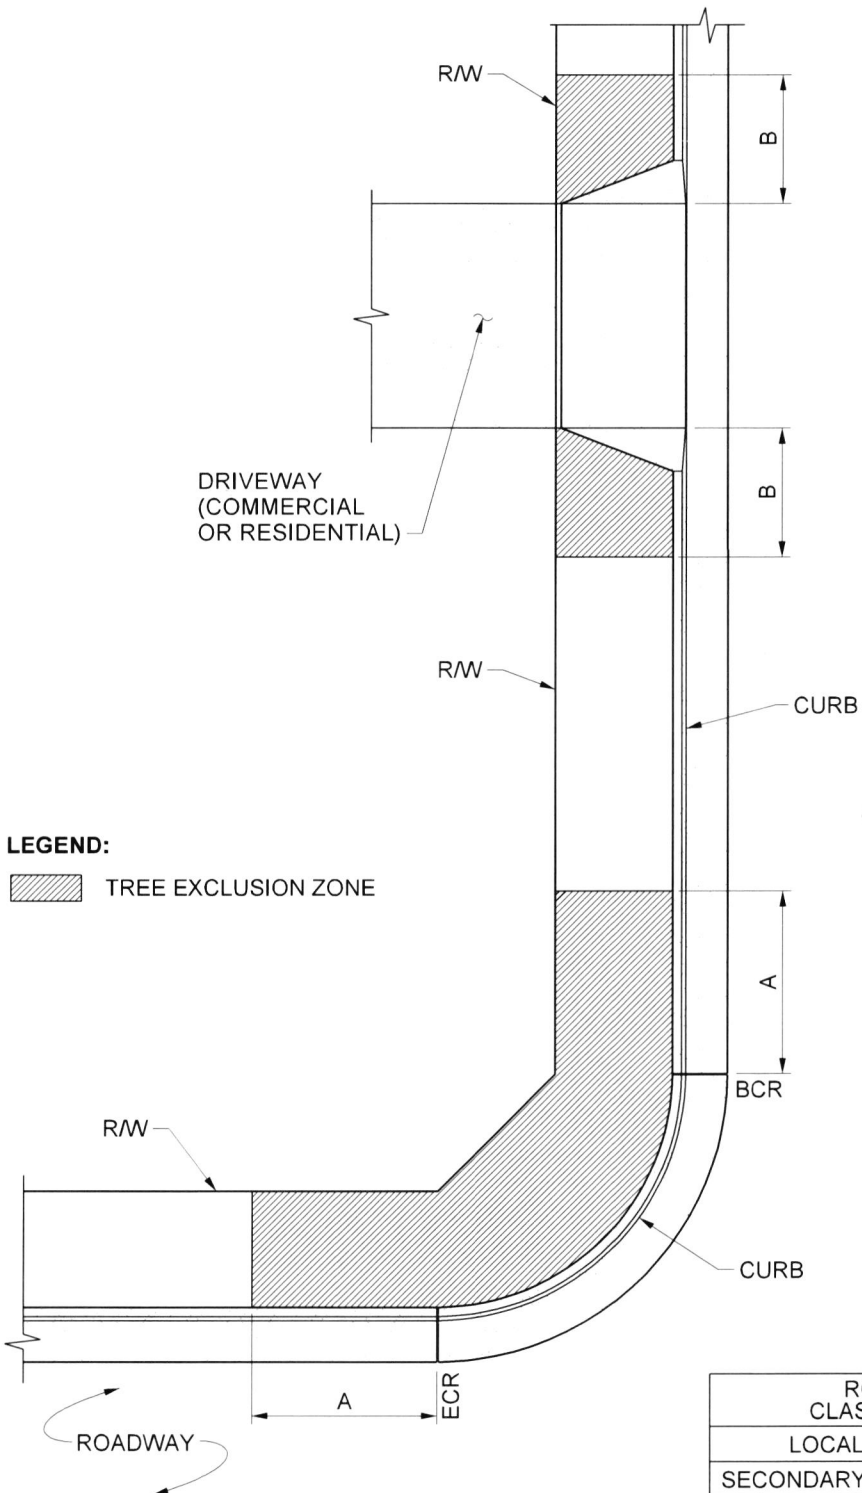 R/W
B
DRIVEWAY
(COMMERCIAL
OR RESIDENTIAL)
B
R/W
CURB
LEGEND:
TREE EXCLUSION ZONE
A
BCR
R/W
CURB
A
ECR
ROADWAY
LOCAL
SECONDARY